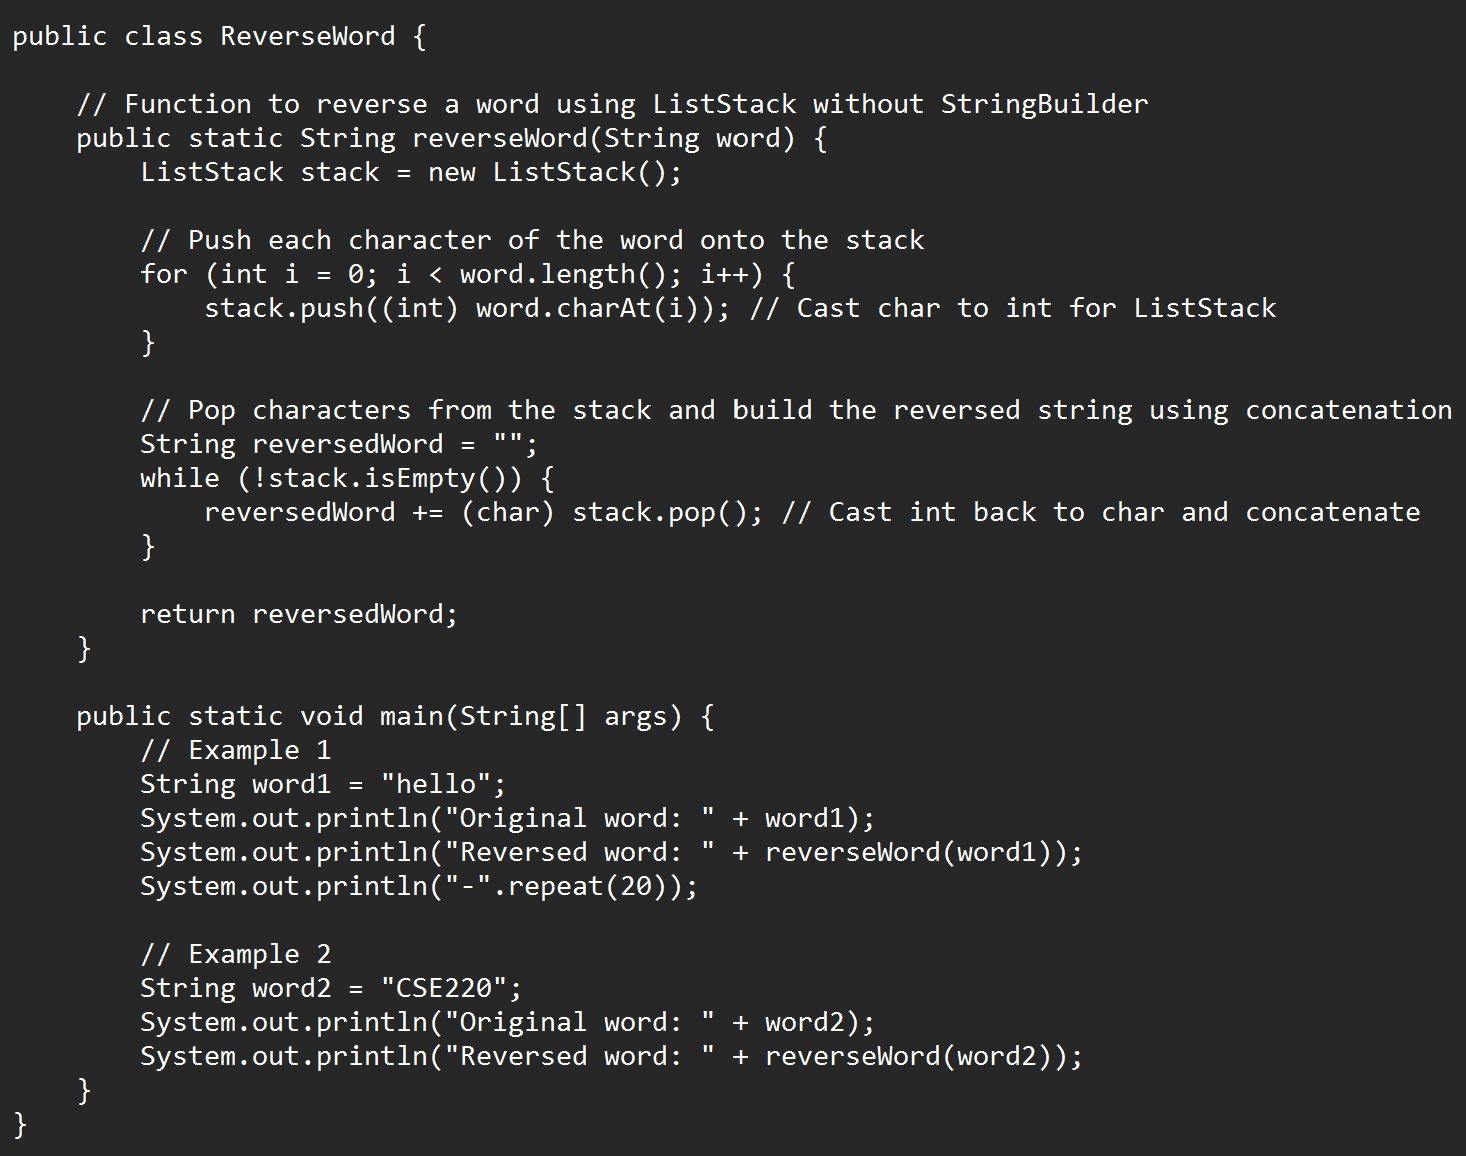 public class ReverseWord {
// Function to reverse a word using ListStack without StringBuilder
public static String reverseWord(String word) {
ListStack stack = new ListStack();
// Push each character of the word onto the stack
for (int i = 0; i < word.length(); i++) {
stack.push((int) word.charAt(i)); // Cast char to int for ListStack
}
// Pop characters from the stack and build the reversed string using concatenation
String reversedWord = "";
while (!stack.isEmpty()) {
reversedWord += (char) stack.pop(); // Cast int back to char and concatenate
}
return reversedWord;
}
public static void main(String[] args) {
// Example 1
String word1 = "hello";
System.out.println("Original word: " + word1);
System.out.println("Reversed word: " + reverseWord(word1));
System.out.println("-".repeat(20));
// Example 2
String word2 = "CSE220";
System.out.println("Original word: " + word2);
System.out.println("Reversed word: " + reverseWord(word2));
}
}